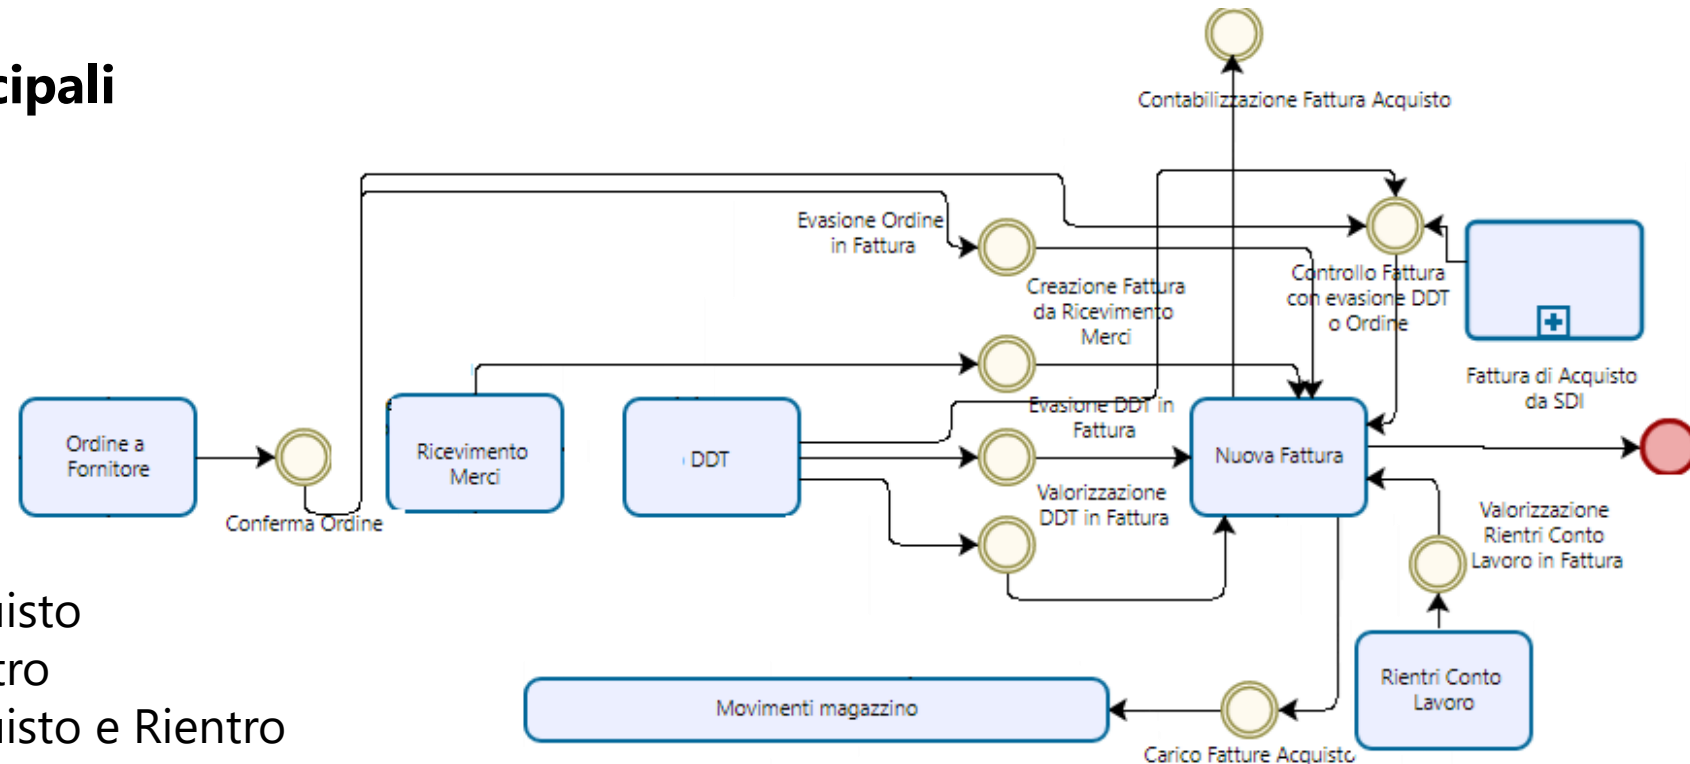 cipali
Contabilizzazione Fattura Acquisto
Evasione Ordine
in Fattura
Creazione Fattura
da Ricevimento
Merci
Controllo Fattura
con evasione DDT
o Ordine
Fattura di Acquisto
da SDI
Ordine a
Fornitore
Conferma Ordine
Ricevimento
Merci
DDT
Evasione DDT in
Fattura
Nuova Fattura
Valorizzazione
DDT in Fattura
Valorizzazione
Rientri Conto
Lavoro in Fattura
uisto
tro
uisto e Rientro
Movimenti magazzino
Carico Fatture Acquisto
Rientri Conto
Lavoro